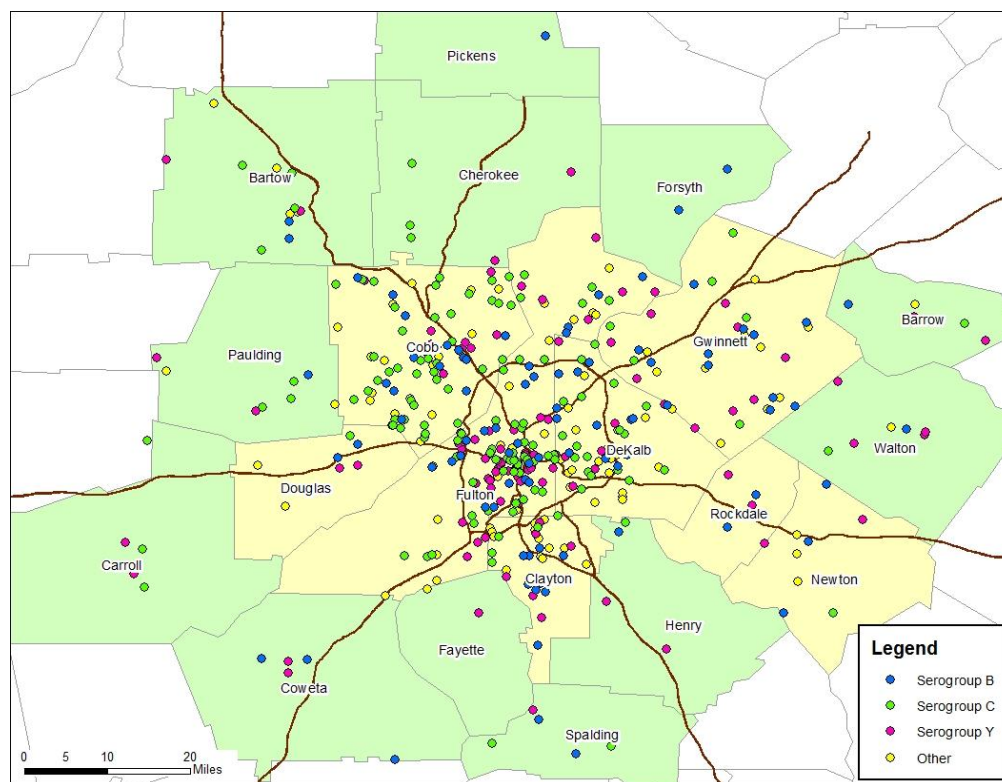 Pickens
Bartow
Cherokee
Forsyth
Barrow
Cobb
Gwinnett
Paulding
Walton
DeKalb
Douglas
Fulton
Rockdale
Carroll
Clayton
Newton
Henry
Fayette
Coweta
Spalding
Legend
Serogroup B
Serogroup C
Serogroup Y
Other
0 5 10 20
Miles